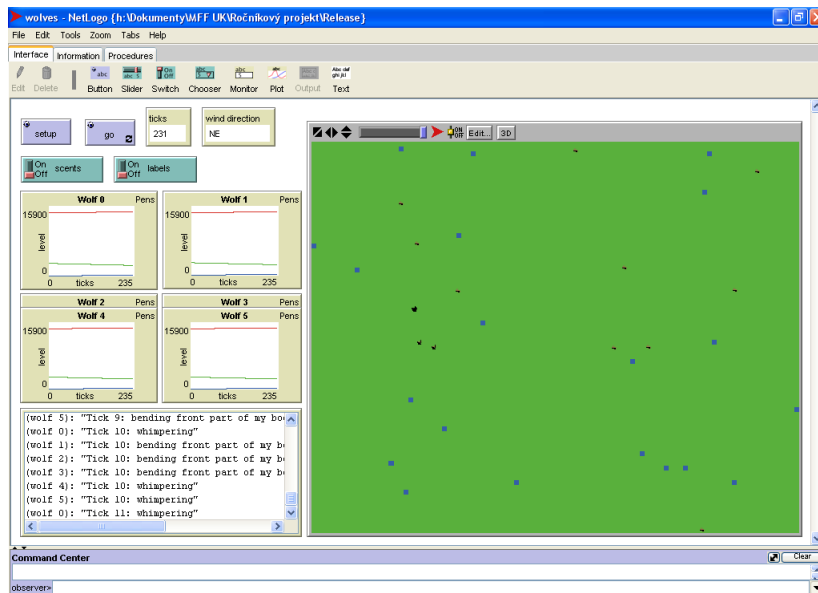 wolves - NetLogo {h:\Dokumenty\MFF UK\Ročníkový projekt\Release}
File Edit Tools Zoom Tabs Help
Interface Information Procedures
Edit Delete Button Slider Switch Chooser Monitor Plot Output Text
setup go
ticks
231
wind direction
NE
On
Off
scents
On
Off
labels
ON
OFF
Edit...
3D
Wolf 0 Pens
15900
level
0
0 ticks 235
Wolf 1 Pens
15900
level
0
0 ticks 235
Wolf 2 Pens
Wolf 3 Pens
Wolf 4 Pens
15900
level
0
0 ticks 235
Wolf 5 Pens
15900
level
0
0 ticks 235
(wolf 5): "Tick 9: bending front part of my bo
(wolf 0): "Tick 10: whimpering"
(wolf 1): "Tick 10: bending front part of my b
(wolf 2): "Tick 10: bending front part of my b
(wolf 3): "Tick 10: bending front part of my b
(wolf 4): "Tick 10: whimpering"
(wolf 5): "Tick 10: whimpering"
(wolf 0): "Tick 11: whimpering"
Command Center
Clear
observer>